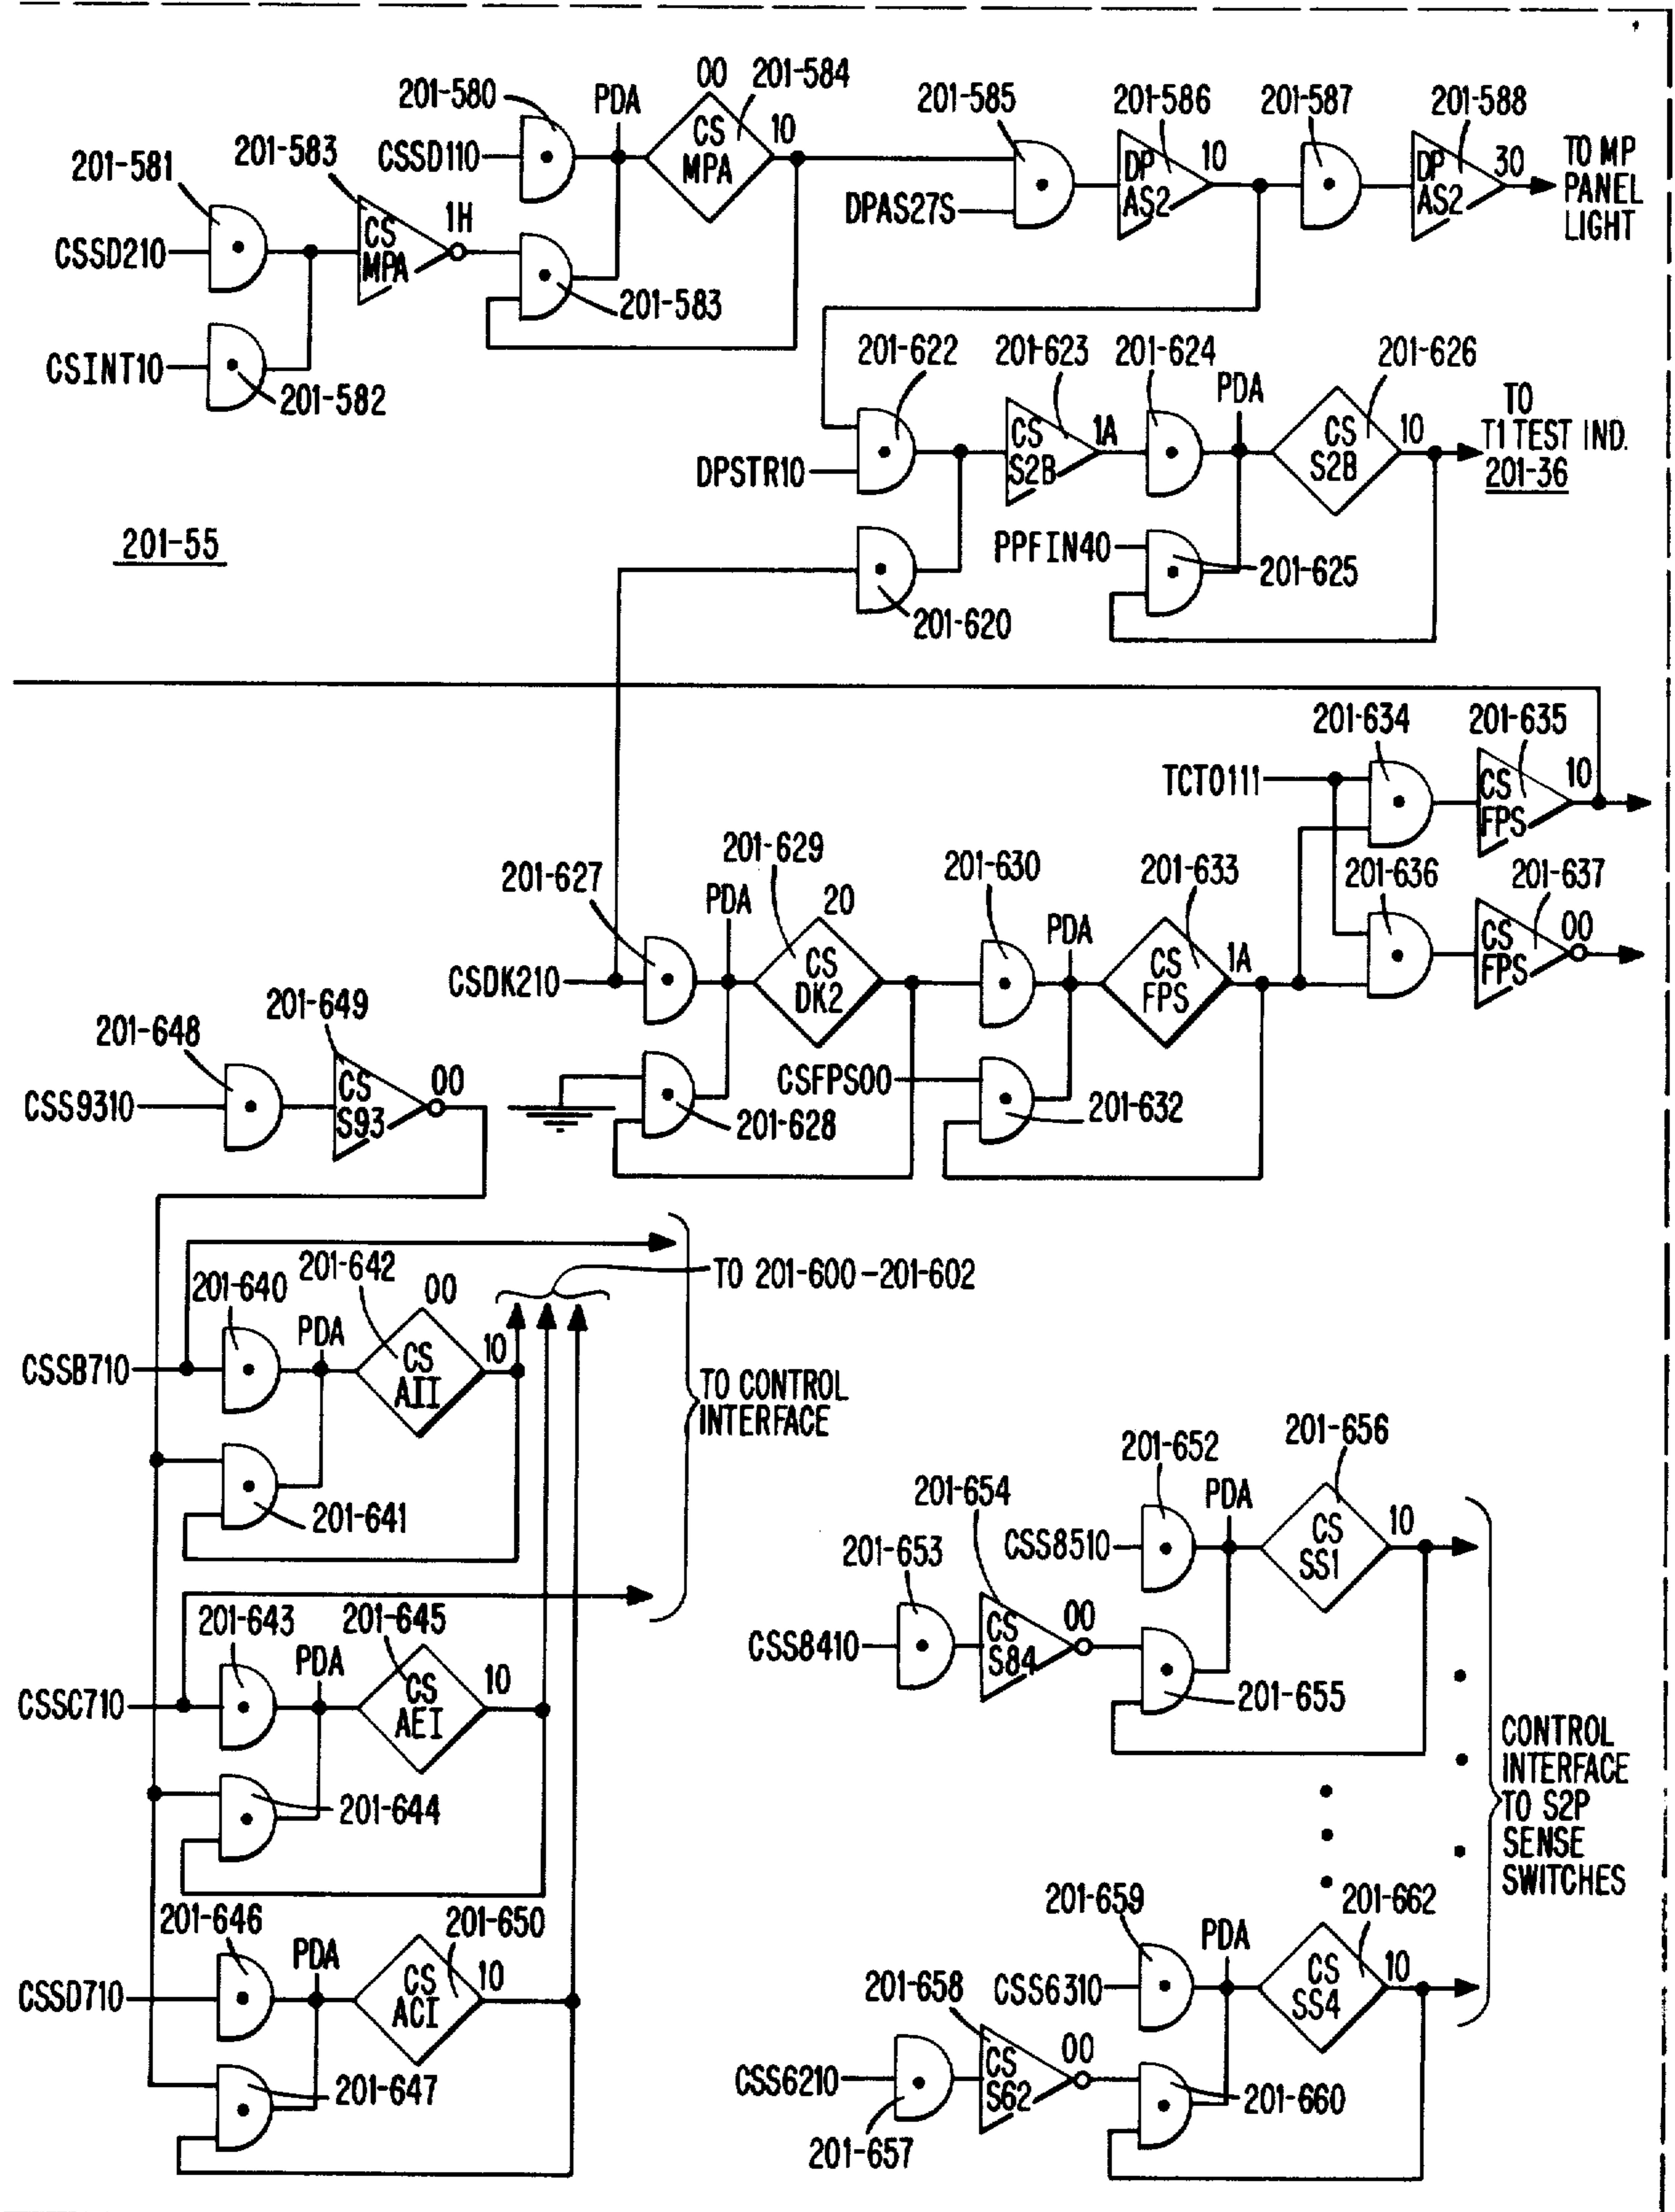 00 201-584
201-580 PDA
CS MPA
10
CSSD110
201-585
201-586
201-587
201-588
201-581
201-583
1H
CS MPA
CSSD210
201-583
CSINT10
201-582
DPAS27S
DP AS2
10
DP AS2
30
TO MP
PANEL
LIGHT
201-622
201-623
201-624
201-626
PDA
DPSTR10
CS S2B
1A
CS S2B
10
TO
T1 TEST IND.
201-36
201-55
PPFIN40
201-625
201-620
201-634
201-635
TCT0111
CS FPS
10
201-627
201-629
201-630
201-633
201-636
201-637
PDA
20
PDA
CSDK210
CS DK2
CS FPS
1A
CS FPS
00
201-648
201-649
CSS9310
CS S93
00
CSFPS00
201-628
201-632
201-640
201-642
00
TO 201-600-201-602
PDA
CSSB710
CS AII
10
TO CONTROL
INTERFACE
201-641
201-643
201-645
PDA
CSSC710
CS AEI
10
201-644
201-646
201-650
PDA
CSSD710
CS ACI
10
201-647
201-652
201-656
PDA
201-654
201-653
CSS8510
CS SS1
10
CSS8410
CS S84
00
201-655
CONTROL
INTERFACE
TO S2P
SENSE
SWITCHES
201-659
201-662
PDA
201-658
CSS6310
CS SS4
10
CSS6210
CS S62
00
201-660
201-657